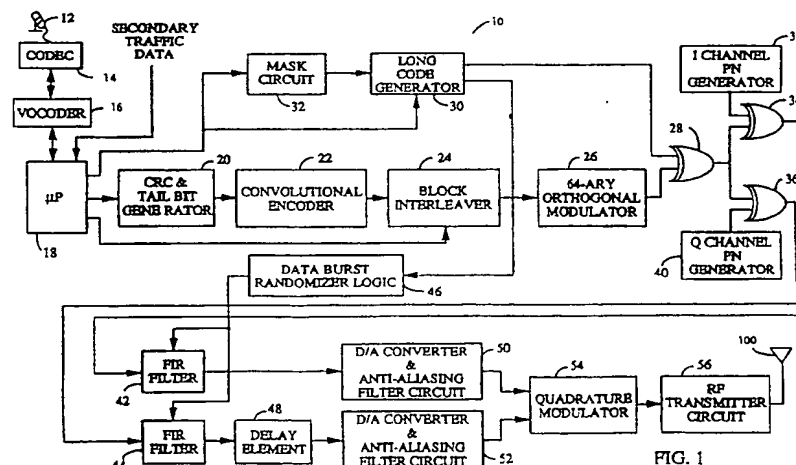 12
CODEC
14
SECONDARY
TRAFFIC
DATA
VOCODER
16
µP
18
MASK
CIRCUIT
32
LONG
CODE
GENERATOR
30
10
I CHANNEL
PN
GENERATOR
28
36
20
CRC &
TAIL BIT
GENERATOR
22
CONVOLUTIONAL
ENCODER
24
BLOCK
INTERLEAVER
26
64-ARY
ORTHOGONAL
MODULATOR
Q CHANNEL
PN
GENERATOR
40
DATA BURST
RANDOMIZER LOGIC
46
FIR
FILTER
42
D/A CONVERTER
&
ANTI-ALIASING
FILTER CIRCUIT
50
54
QUADRATURE
MODULATOR
56
RF
TRANSMITTER
CIRCUIT
100
FIR
FILTER
44
48
DELAY
ELEMENT
D/A CONVERTER
&
ANTI-ALIASING
FILTER CIRCUIT
52
FIG. 1